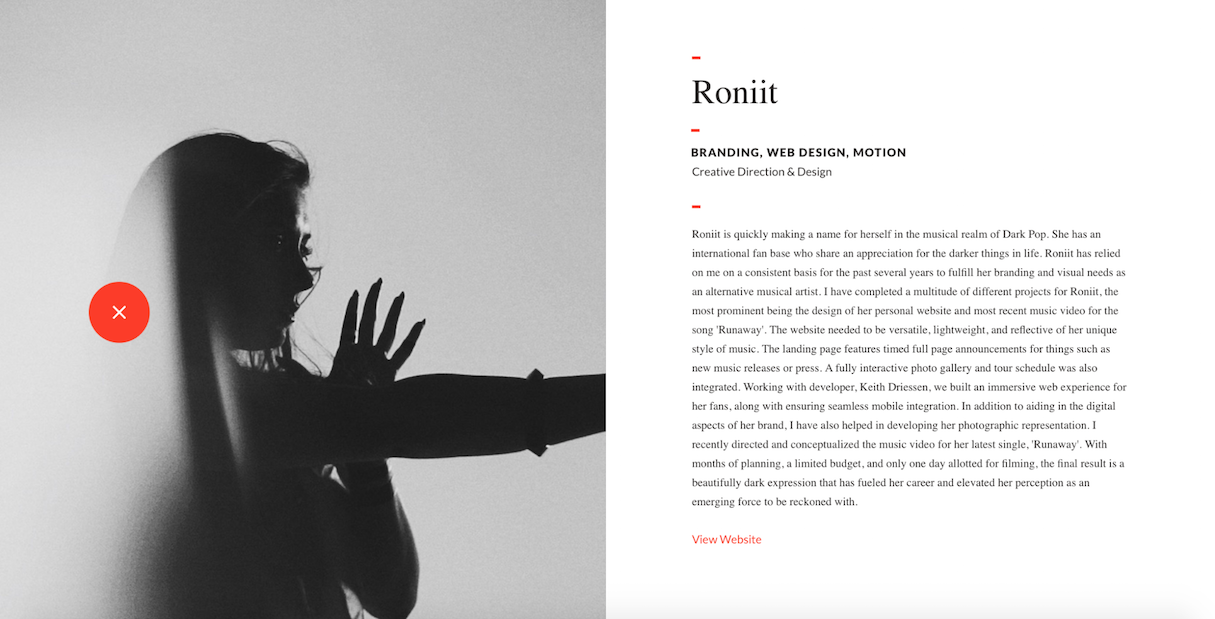 Roniit
BRANDING, WEB DESIGN, MOTION
Creative Direction & Design
Roniit is quickly making a name for herself in the musical realm of Dark Pop. She has an
international fan base who share an appreciation for the darker things in life. Roniit has relied
on me on a consistent basis for the past several years to fulfill her branding and visual needs as
an alternative musical artist. I have completed a multitude of different projects for Roniit, the
most prominent being the design of her personal website and most recent music video for the
song 'Runaway'. The website needed to be versatile, lightweight, and reflective of her unique
style of music. The landing page features timed full page announcements for things such as
new music releases or press. A fully interactive photo gallery and tour schedule was also
integrated. Working with developer, Keith Driessen, we built an immersive web experience for
her fans, along with ensuring seamless mobile integration. In addition to aiding in the digital
aspects of her brand, I have also helped in developing her photographic representation. I
recently directed and conceptualized the music video for her latest single, 'Runaway'. With
months of planning, a limited budget, and only one day allotted for filming, the final result is a
beautifully dark expression that has fueled her career and elevated her perception as an
emerging force to be reckoned with.
View Website